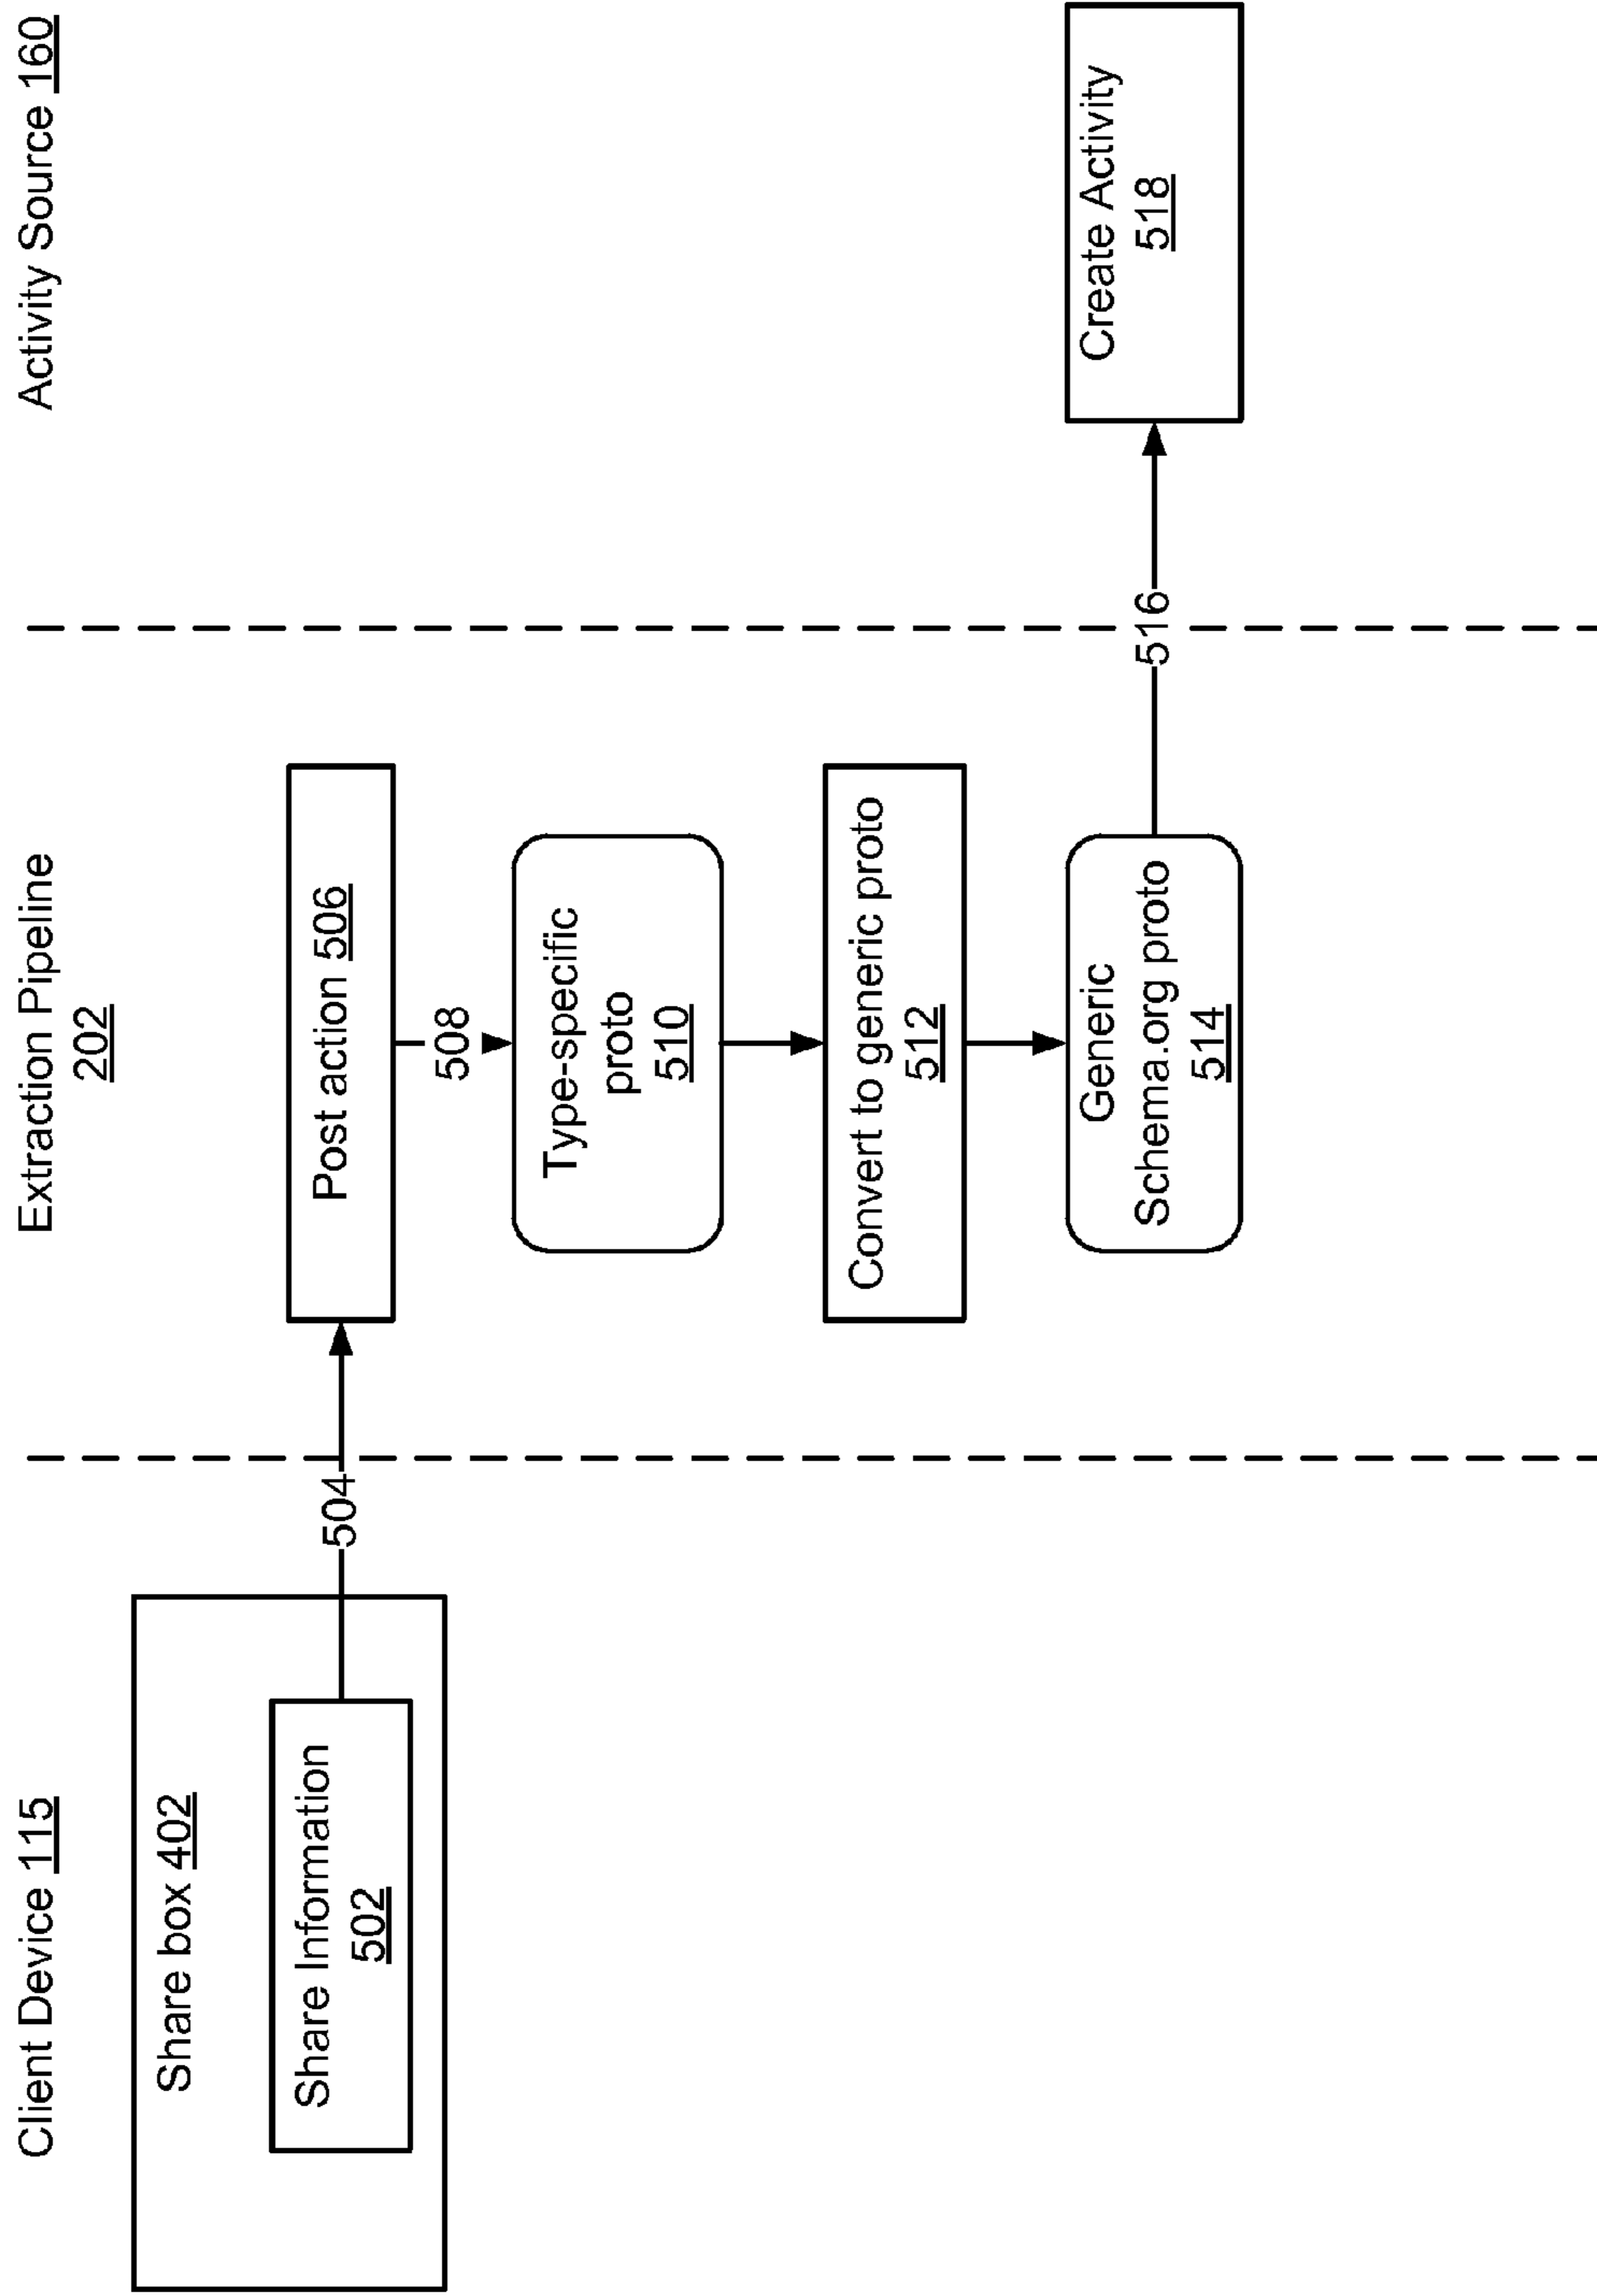 Client Device 115
Extraction Pipeline
202
Activity Source 160
Share box 402
Share Information
502
504
Post action 506
508
Type-specific
proto
510
Convert to generic proto
512
Generic
Schema.org proto
514
516
Create Activity
518